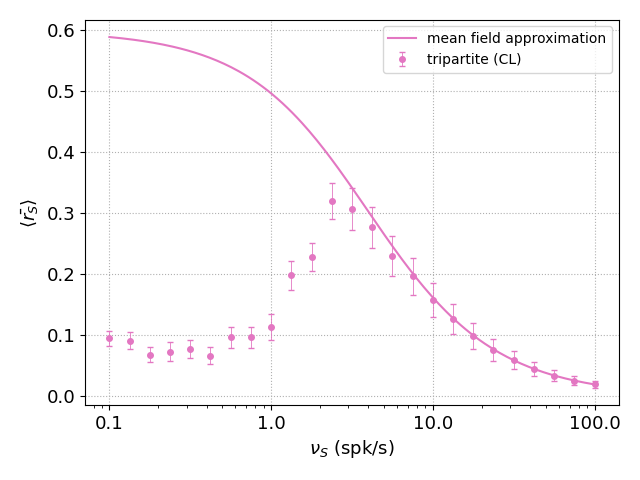 mean field approximation
tripartite (CL)
0.6
0.5
0.4
0.3
0.2
0.1
0.0
⟨r̄_S⟩
0.1 1.0 10.0 100.0
ν_S (spk/s)